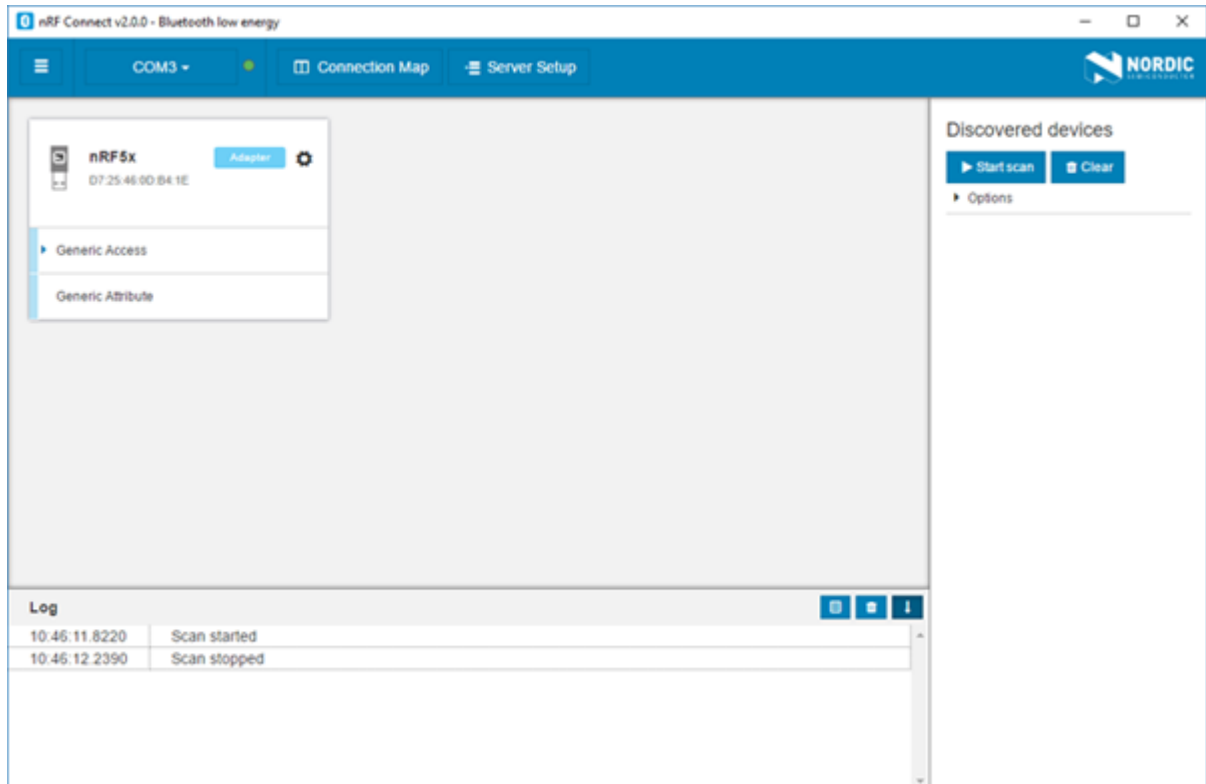 nRF Connect v2.0.0 - Bluetooth low energy
COM3 Connection Map Server Setup
NORDIC
SEMICONDUCTOR
nRF5x Adapter
D7:25:46:0D:B4:1E
Generic Access
Generic Attribute
Discovered devices
Start scan Clear
Options
Log
10:46:11.8220 Scan started
10:46:12.2390 Scan stopped